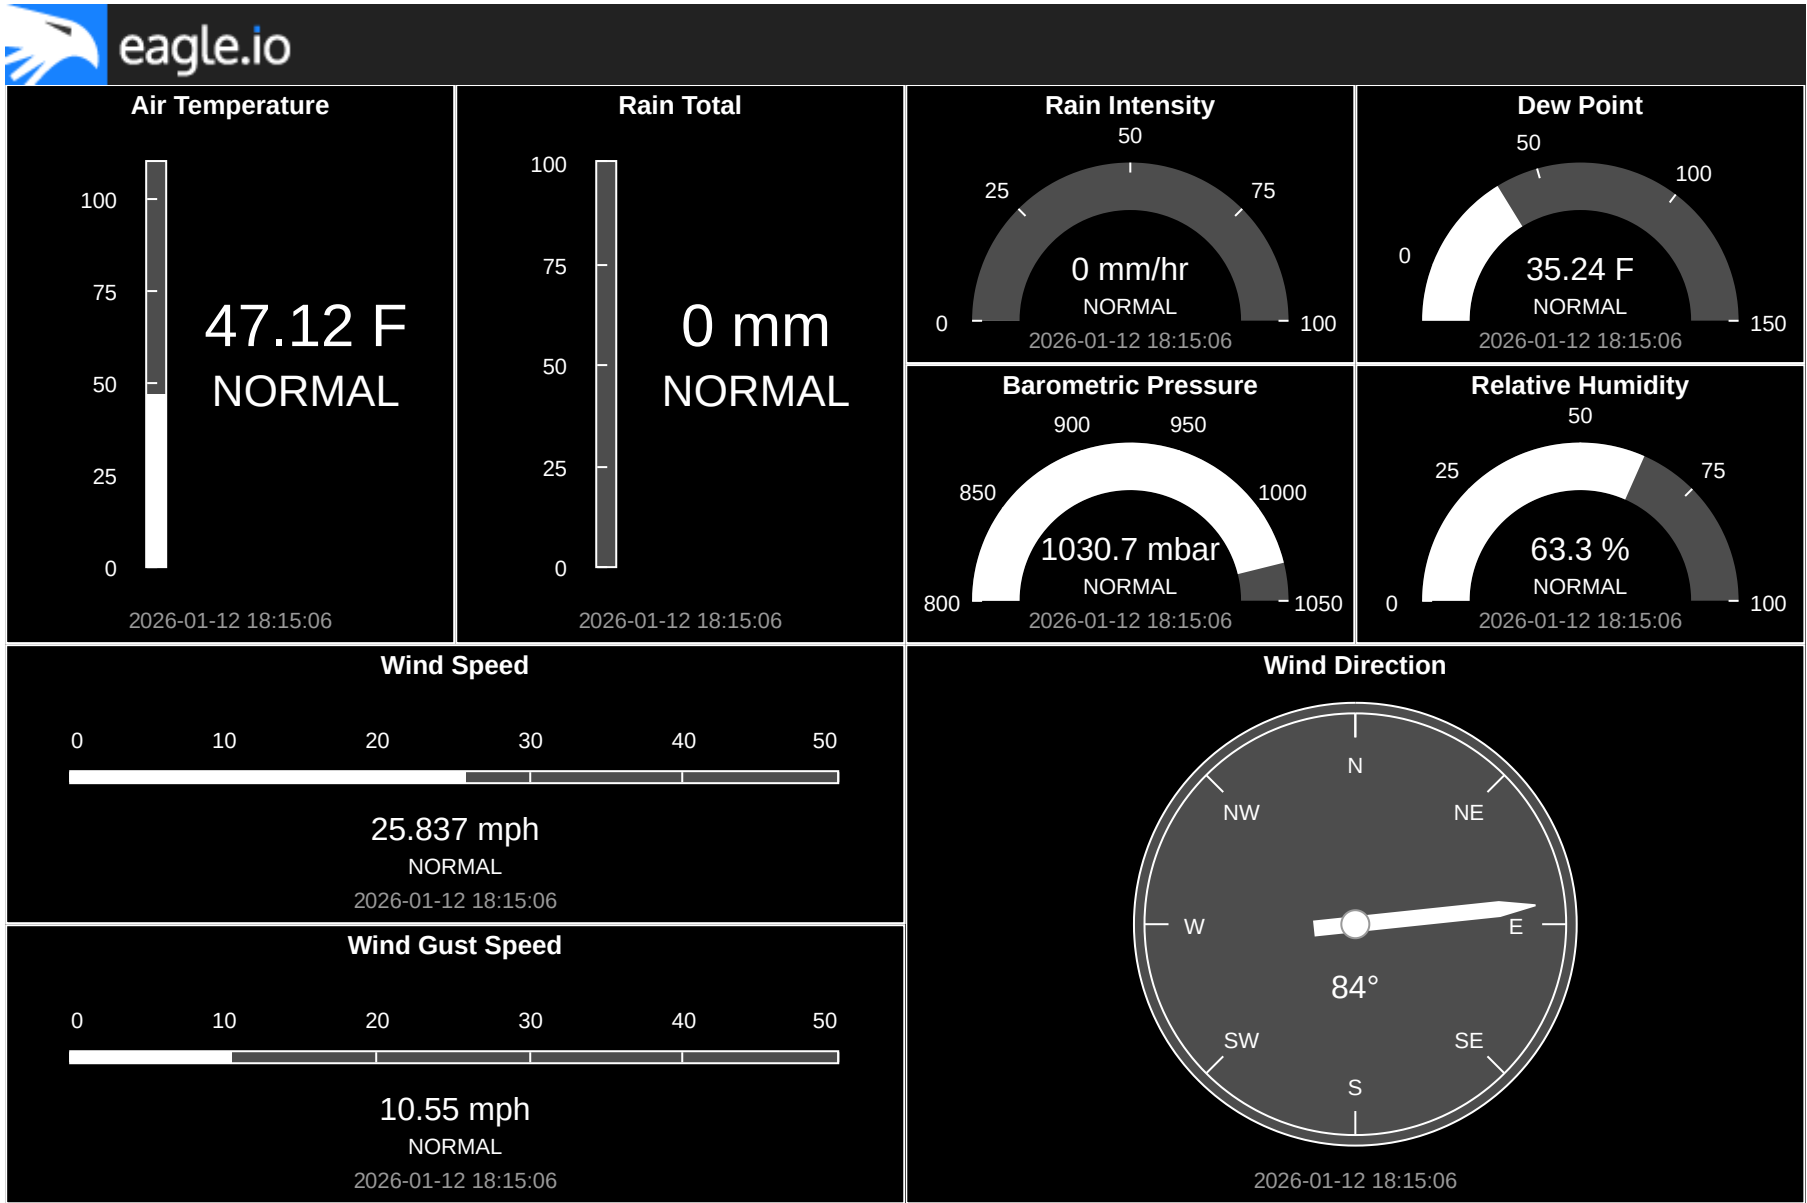 eagle.io
Air Temperature
100
75
50
25
0
47.12 F
NORMAL
2026-01-12 18:15:06
Rain Total
100
75
50
25
0
0 mm
NORMAL
2026-01-12 18:15:06
Rain Intensity
0
25
50
75
100
0 mm/hr
NORMAL
2026-01-12 18:15:06
Dew Point
0
50
100
150
35.24 F
NORMAL
2026-01-12 18:15:06
Barometric Pressure
800
850
900
950
1000
1050
1030.7 mbar
NORMAL
2026-01-12 18:15:06
Relative Humidity
0
25
50
75
100
63.3 %
NORMAL
2026-01-12 18:15:06
Wind Speed
0 10 20 30 40 50
25.837 mph
NORMAL
2026-01-12 18:15:06
Wind Gust Speed
0 10 20 30 40 50
10.55 mph
NORMAL
2026-01-12 18:15:06
Wind Direction
N
NW NE
W E
84°
SW SE
S
2026-01-12 18:15:06